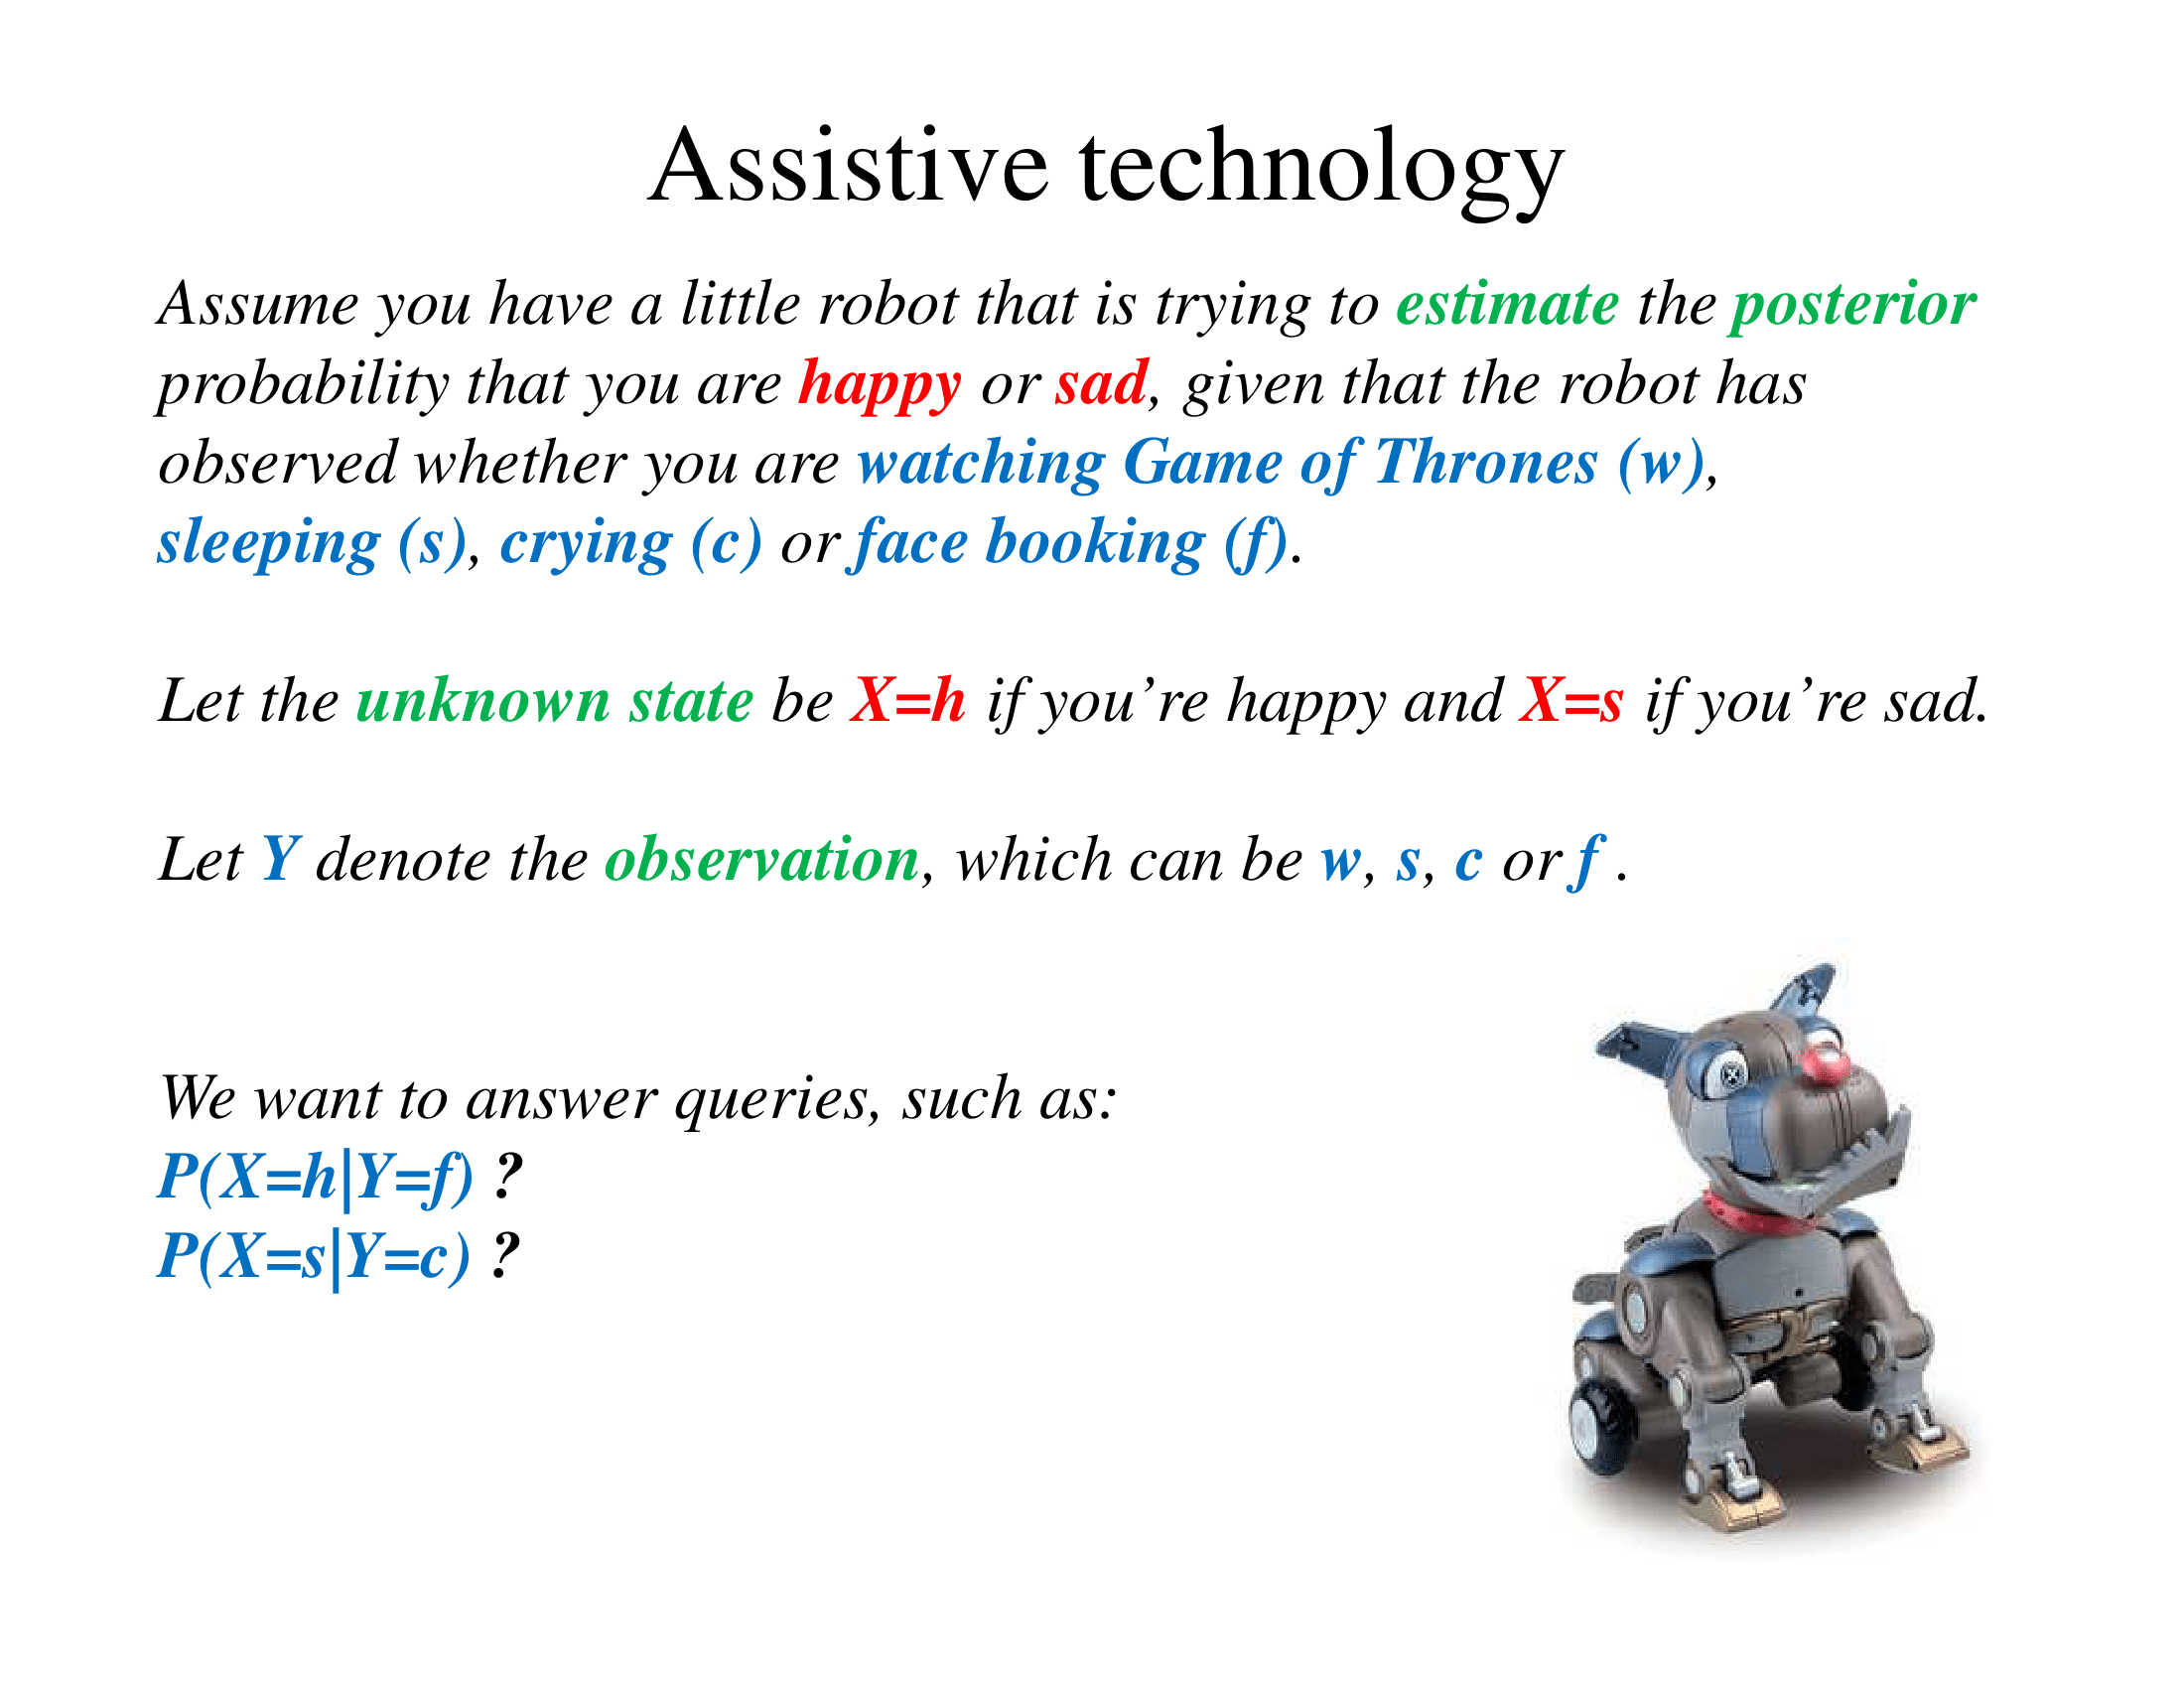 Assistive technology
Assume you have a little robot that is trying to estimate the posterior
probability that you are happy or sad, given that the robot has
observed whether you are watching Game of Thrones (w),
sleeping (s), crying (c) or face booking (f).
Let the unknown state be X=h if you’re happy and X=s if you’re sad.
Let Y denote the observation, which can be w, s, c or f .
We want to answer queries, such as:
P(X=h|Y=f) ?
P(X=s|Y=c) ?